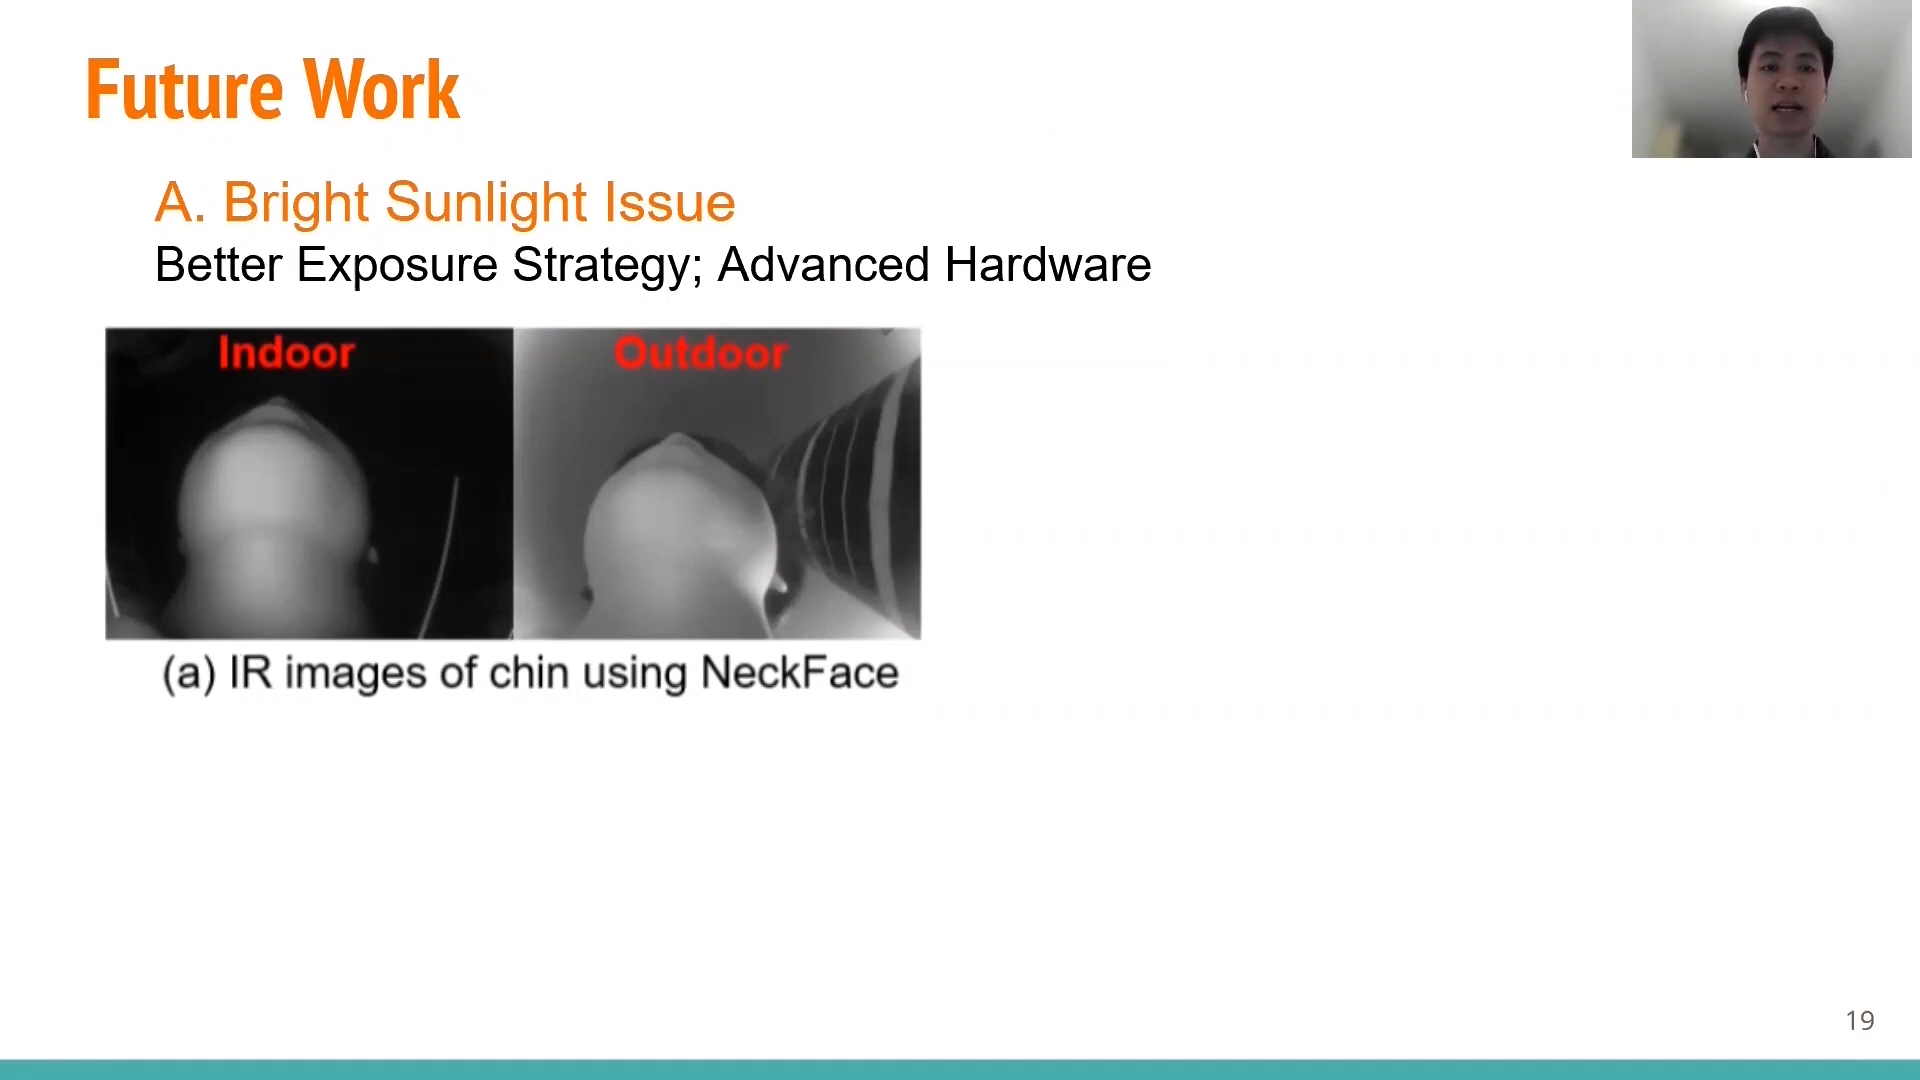 Future Work
A. Bright Sunlight Issue
Better Exposure Strategy; Advanced Hardware
Indoor
Outdoor
(a) IR images of chin using NeckFace
19